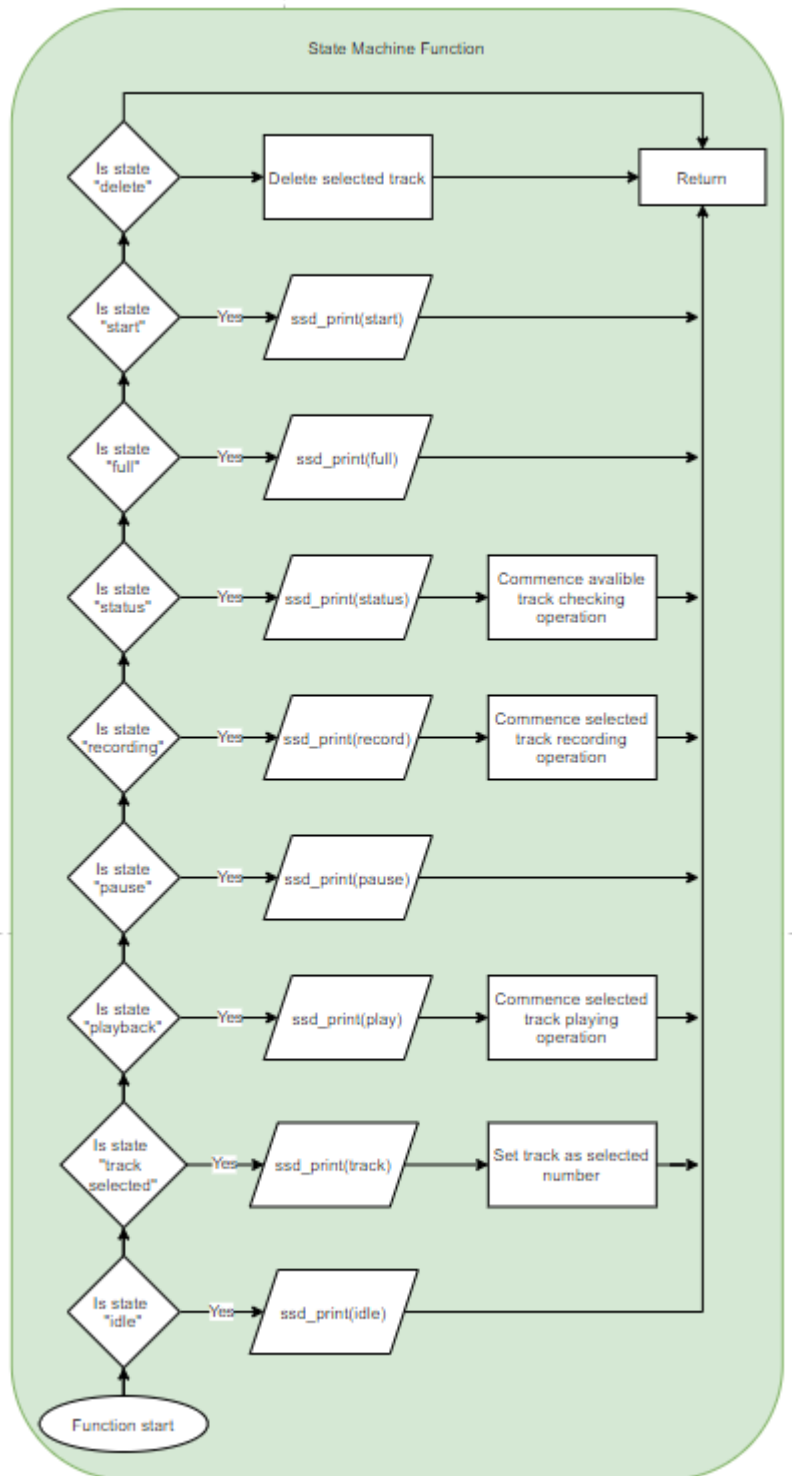 State Machine Function
Is state
"delete"
Delete selected track
Return
Is state
"start"
Yes
ssd_print(start)
Is state
"full"
Yes
ssd_print(full)
Is state
"status"
Yes
ssd_print(status)
Commence avalible
track checking
operation
Is state
"recording"
Yes
ssd_print(record)
Commence selected
track recording
operation
Is state
"pause"
Yes
ssd_print(pause)
Is state
"playback"
Yes
ssd_print(play)
Commence selected
track playing
operation
Is state
"track
selected"
Yes
ssd_print(track)
Set track as selected
number
Is state
"idle"
Yes
ssd_print(idle)
Function start